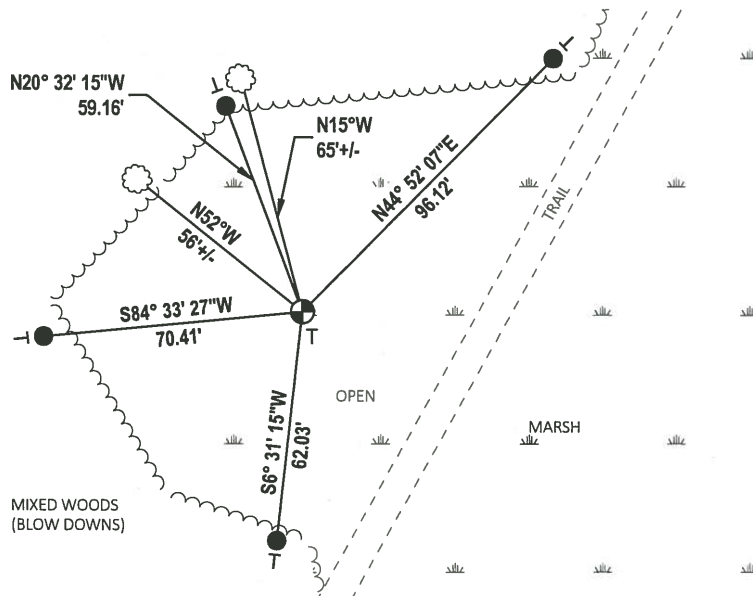 N20° 32' 15"W
59.16'
N15°W
65'+/-
N44° 52' 07"E
96.12'
TRAIL
N52°W
56'+/-
S84° 33' 27"W
70.41'
T
OPEN
S6° 31' 15"W
62.03'
MARSH
MIXED WOODS
(BLOW DOWNS)
T
T
T
T